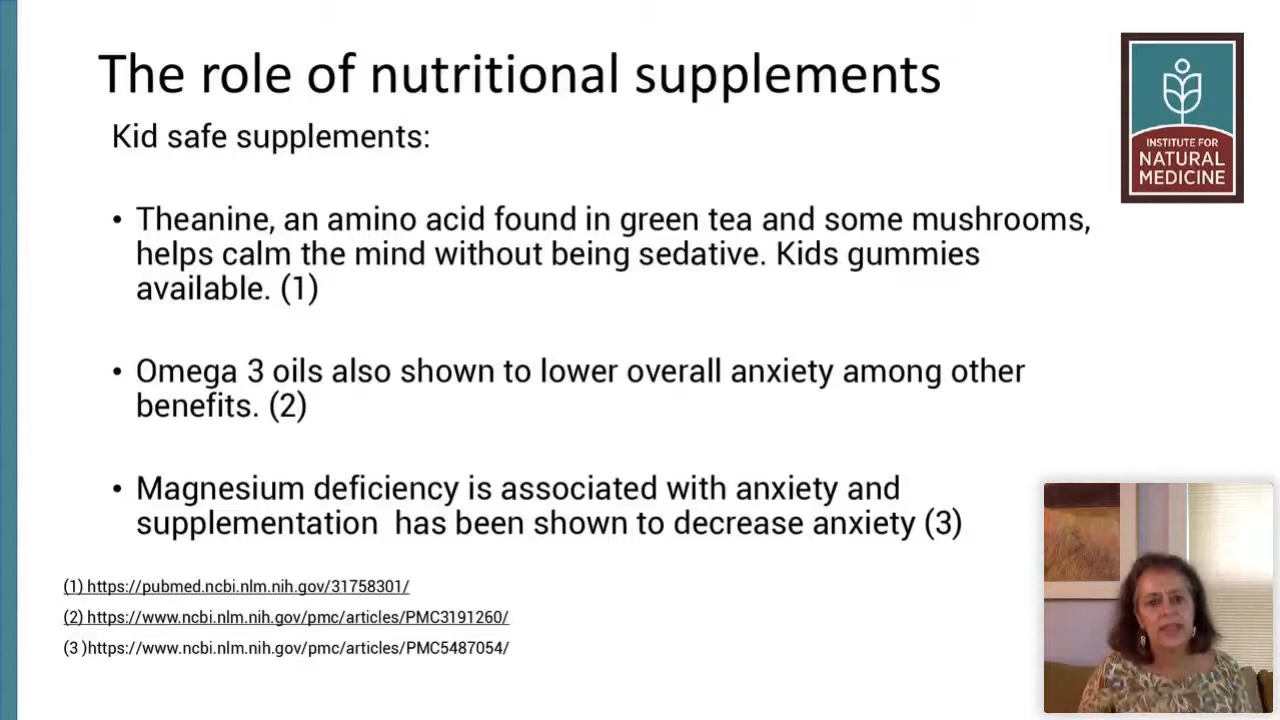 The role of nutritional supplements
INSTITUTE FOR
NATURAL
MEDICINE
Kid safe supplements:
• Theanine, an amino acid found in green tea and some mushrooms,
helps calm the mind without being sedative. Kids gummies
available. (1)
• Omega 3 oils also shown to lower overall anxiety among other
benefits. (2)
• Magnesium deficiency is associated with anxiety and
supplementation  has been shown to decrease anxiety (3)
(1) https://pubmed.ncbi.nlm.nih.gov/31758301/
(2) https://www.ncbi.nlm.nih.gov/pmc/articles/PMC3191260/
(3 )https://www.ncbi.nlm.nih.gov/pmc/articles/PMC5487054/